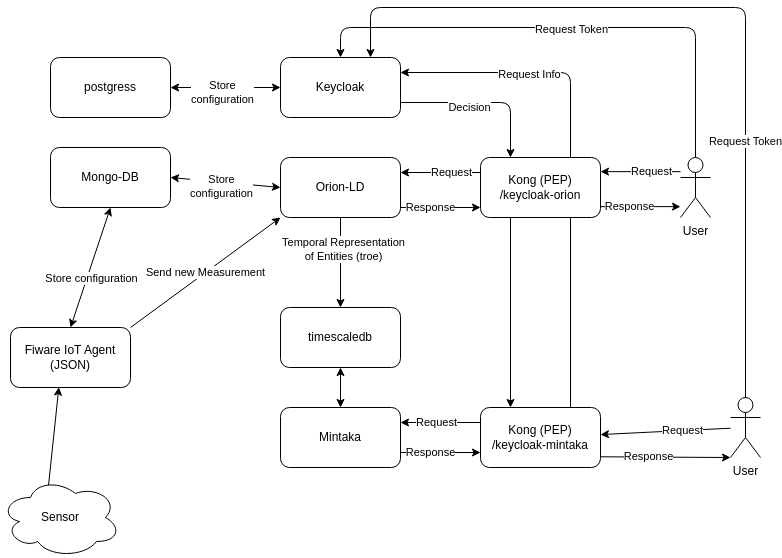 Request Token
postgress
Store
configuration
Keycloak
Request Info
Decision
Request Token
Mongo-DB
Store
configuration
Orion-LD
Request
Response
Kong (PEP)
/keycloak-orion
Request
Response
User
Temporal Representation
of Entities (troe)
Store configuration
Send new Measurement
Fiware IoT Agent
(JSON)
timescaledb
Mintaka
Request
Response
Kong (PEP)
/keycloak-mintaka
Request
Response
User
Sensor